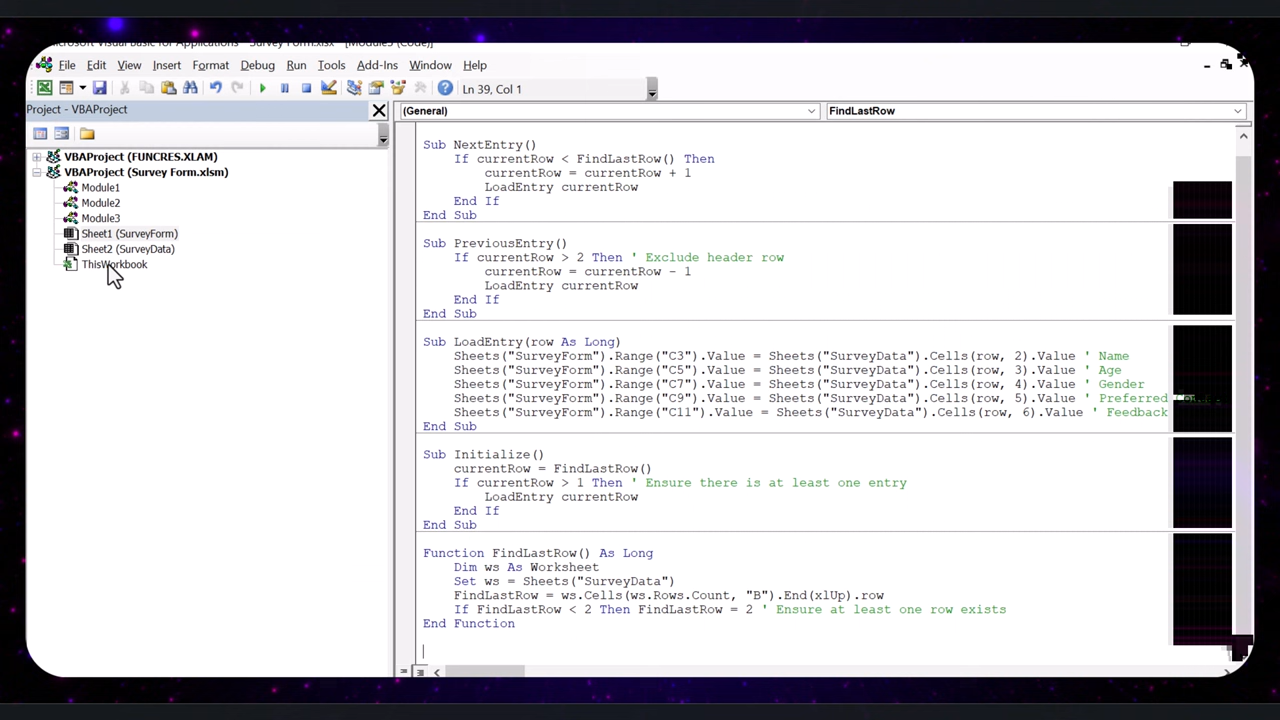 Microsoft Visual Basic for Applications - Survey Form.xlsx - [Module3 (Code)]
File Edit View Insert Format Debug Run Tools Add-Ins Window Help
Ln 39, Col 1
Project - VBAProject
(General)
FindLastRow
VBAProject (FUNCRES.XLAM)
VBAProject (Survey Form.xlsm)
Module1
Module2
Module3
Sheet1 (SurveyForm)
Sheet2 (SurveyData)
ThisWorkbook
Sub NextEntry()
If currentRow < FindLastRow() Then
currentRow = currentRow + 1
LoadEntry currentRow
End If
End Sub
Sub PreviousEntry()
If currentRow > 2 Then ' Exclude header row
currentRow = currentRow - 1
LoadEntry currentRow
End If
End Sub
Sub LoadEntry(row As Long)
Sheets("SurveyForm").Range("C3").Value = Sheets("SurveyData").Cells(row, 2).Value ' Name
Sheets("SurveyForm").Range("C5").Value = Sheets("SurveyData").Cells(row, 3).Value ' Age
Sheets("SurveyForm").Range("C7").Value = Sheets("SurveyData").Cells(row, 4).Value ' Gender
Sheets("SurveyForm").Range("C9").Value = Sheets("SurveyData").Cells(row, 5).Value ' Preferred
Sheets("SurveyForm").Range("C11").Value = Sheets("SurveyData").Cells(row, 6).Value ' Feedback
End Sub
Sub Initialize()
currentRow = FindLastRow()
If currentRow > 1 Then ' Ensure there is at least one entry
LoadEntry currentRow
End If
End Sub
Function FindLastRow() As Long
Dim ws As Worksheet
Set ws = Sheets("SurveyData")
FindLastRow = ws.Cells(ws.Rows.Count, "B").End(xlUp).row
If FindLastRow < 2 Then FindLastRow = 2 ' Ensure at least one row exists
End Function